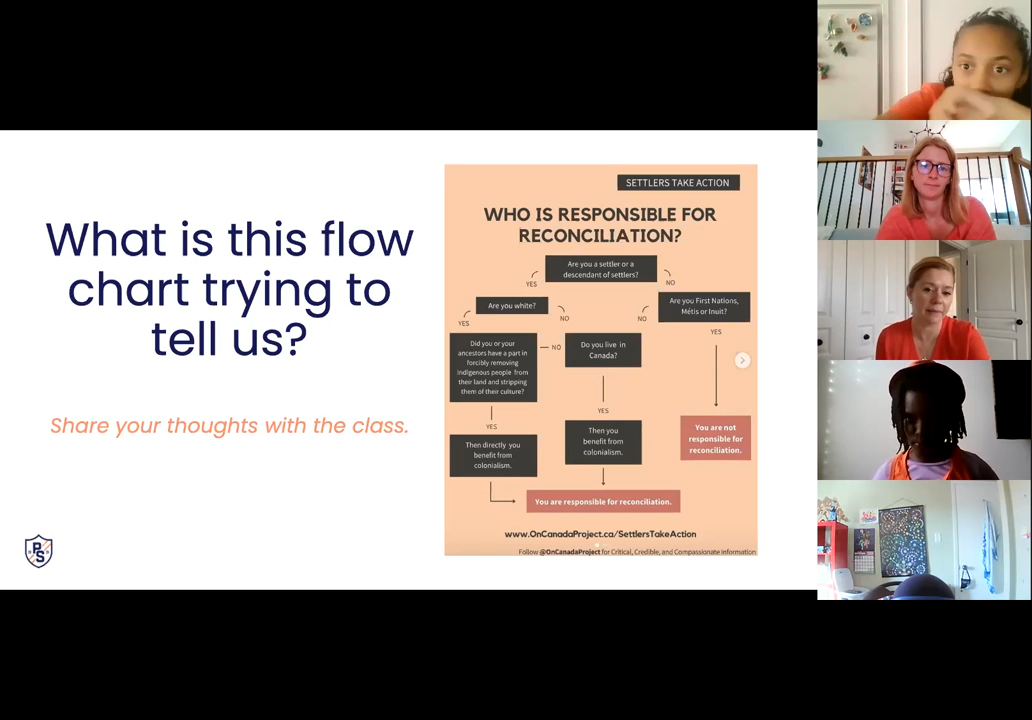 What is this flow
chart trying to
tell us?
Share your thoughts with the class.
PS
SETTLERS TAKE ACTION
WHO IS RESPONSIBLE FOR
RECONCILIATION?
Are you a settler or a
descendant of settlers?
YES
NO
Are you white?
Are you First Nations,
Métis or Inuit?
YES
NO
NO
YES
Did you or your
ancestors have a part in
forcibly removing
Indigenous people from
their land and stripping
them of their culture?
NO
Do you live in
Canada?
YES
YES
Then directly you
benefit from
colonialism.
Then you
benefit from
colonialism.
You are not
responsible for
reconciliation.
You are responsible for reconciliation.
www.OnCanadaProject.ca/SettlersTakeAction
Follow @OnCanadaProject for Critical, Credible, and Compassionate Information